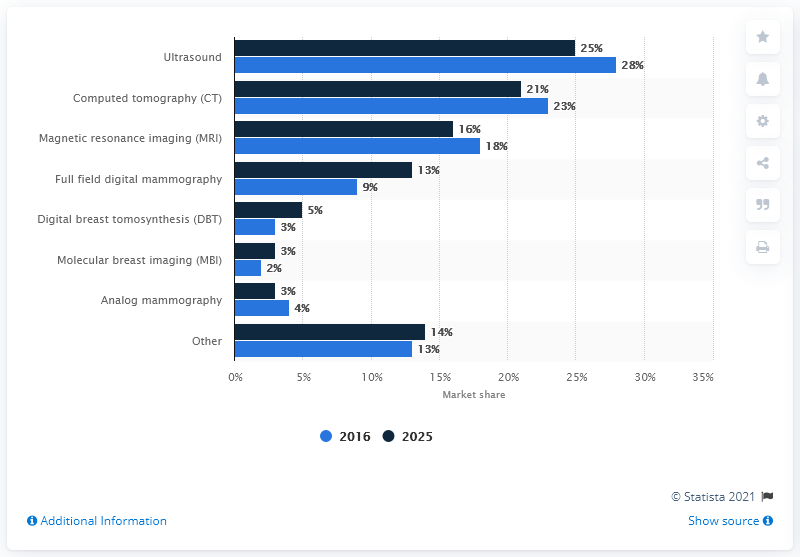 Ultrasound
25%
28%
Computed tomography (CT)
21%
23%
Magnetic resonance imaging (MRI)
16%
18%
Full field digital mammography
13%
9%
Digital breast tomosynthesis (DBT)
5%
3%
Molecular breast imaging (MBI)
3%
2%
Analog mammography
3%
4%
Other
14%
13%
0% 5% 10% 15% 20% 25% 30% 35%
Market share
2016 2025
© Statista 2021
Additional Information
Show source